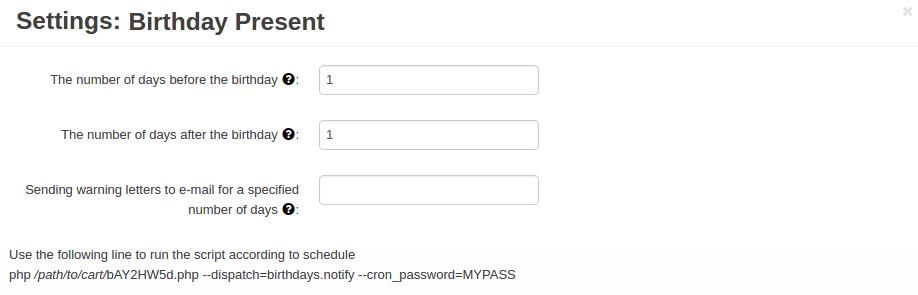 Settings: Birthday Present
The number of days before the birthday ?: 1
The number of days after the birthday ?: 1
Sending warning letters to e-mail for a specified
number of days ?:
Use the following line to run the script according to schedule
php /path/to/cart/bAY2HW5d.php --dispatch=birthdays.notify --cron_password=MYPASS